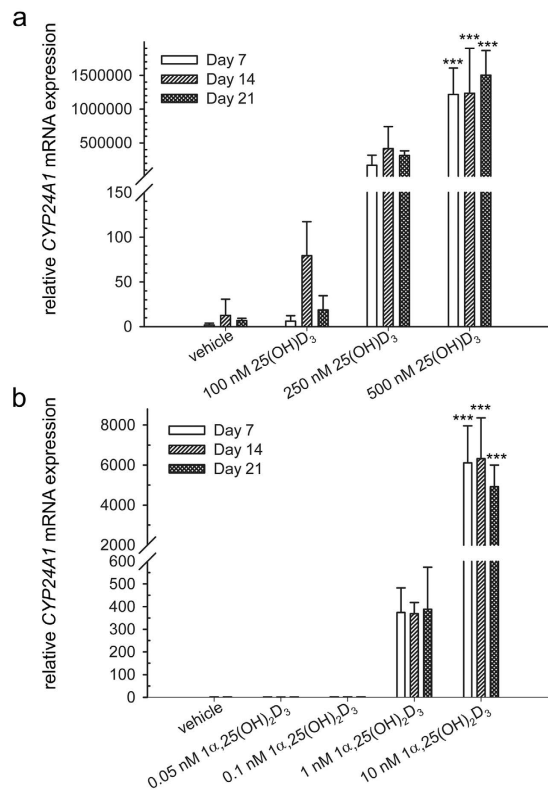 a
relative CYP24A1 mRNA expression
Day 7
Day 14
Day 21
1500000
1000000
500000
150
100
50
0
*** *** ***
vehicle
100 nM 25(OH)D₃
250 nM 25(OH)D₃
500 nM 25(OH)D₃
b
relative CYP24A1 mRNA expression
Day 7
Day 14
Day 21
8000
6000
4000
2000
600
500
400
300
200
100
0
*** *** ***
vehicle
0.05 nM 1α,25(OH)₂D₃
0.1 nM 1α,25(OH)₂D₃
1 nM 1α,25(OH)₂D₃
10 nM 1α,25(OH)₂D₃